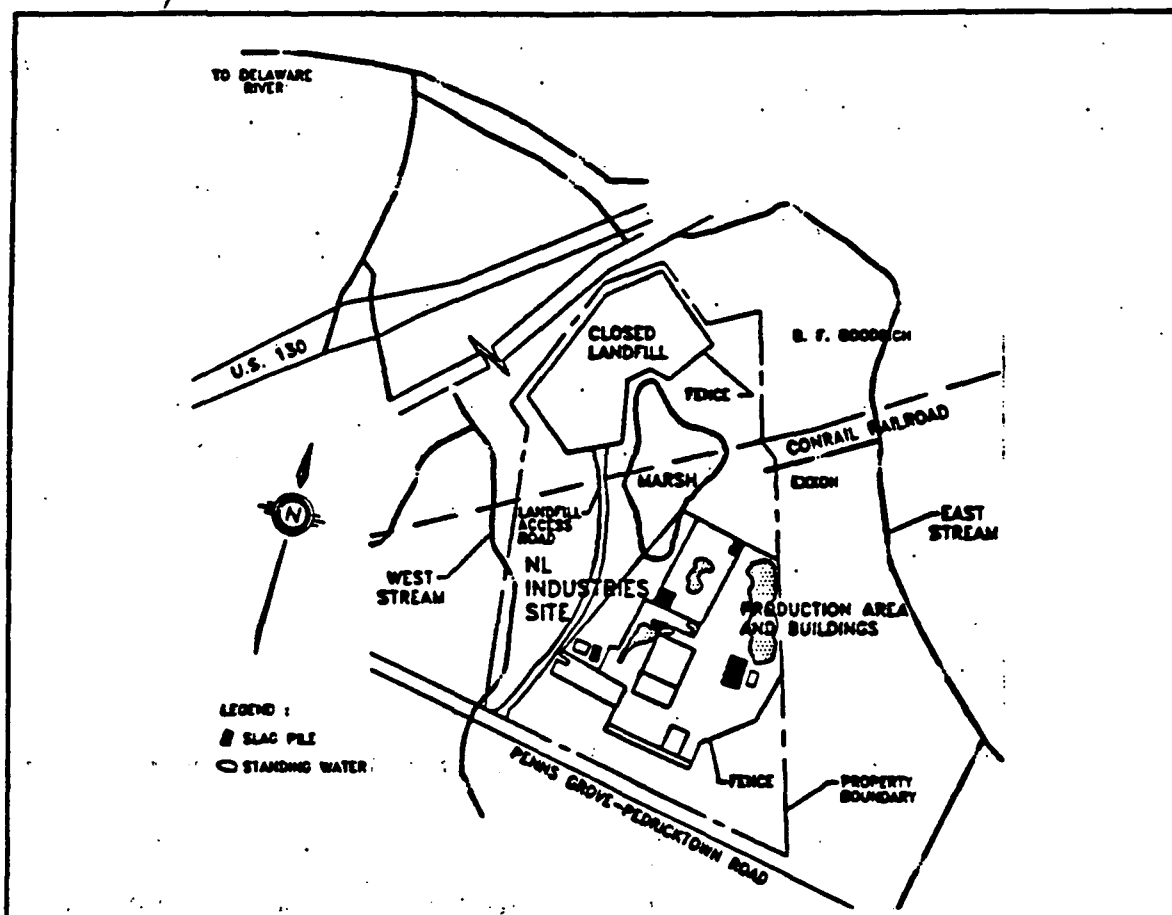 TO DELAWARE
RIVER
U.S. 130
CLOSED
LANDFILL
B. F. GOODRICH
FENCE
CONRAIL RAILROAD
MARSH
EXXON
LANDFILL
ACCESS
ROAD
EAST
STREAM
N
WEST
STREAM
NL
INDUSTRIES
SITE
PRODUCTION AREA
AND BUILDINGS
LEGEND :
SLAG PILE
STANDING WATER
FENCE
PROPERTY
BOUNDARY
PENNS GROVE-PEDRICKTOWN ROAD